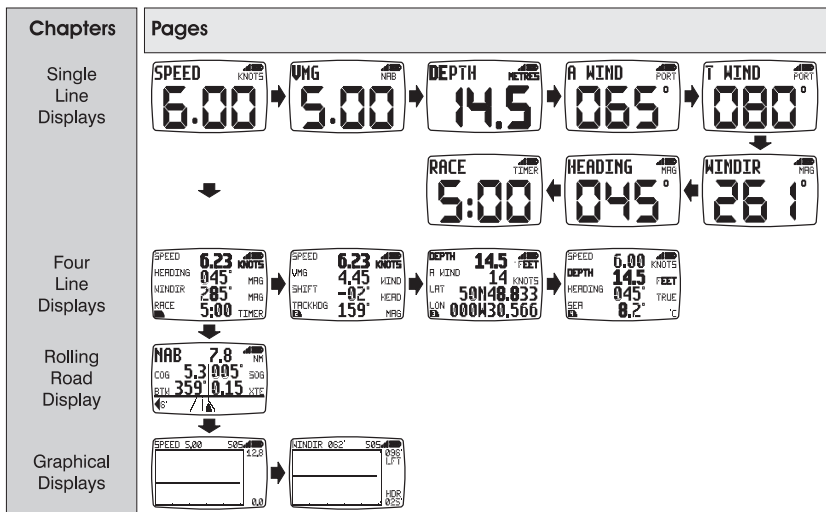 Chapters
Pages
Single
Line
Displays
SPEED
KNOTS
6.00
VMG
NAB
5.00
DEPTH
METRES
14.5
A WIND
PORT
065°
T WIND
PORT
080°
RACE
TIMER
5:00
HEADING
MAG
045°
WINDIR
MAG
261°
Four
Line
Displays
SPEED 6.23 KNOTS
HEADING 045° MAG
WINDIR 285° MAG
RACE 5:00 TIMER
SPEED 6.23 KNOTS
VMG 4.45 WIND
SHIFT -02° HEAD
TACKHDG 159° MAG
DEPTH 14.5 FEET
A WIND 14 KNOTS
LAT 50N48.833
LON 000W30.566
SPEED 6.00 KNOTS
DEPTH 14.5 FEET
HEADING 045° TRUE
SEA 8.2° °C
Rolling
Road
Display
NAB 7.8 NM
COG 5.3 005° SOG
BTW 359° 0.15 XTE
6'
Graphical
Displays
SPEED 5.00 50S
12.8
0.0
WINDIR 062' 50S
096'
LFT
HDR
025'